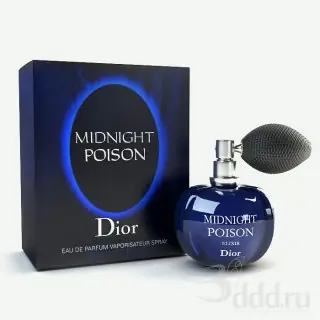 MIDNIGHT
POISON
Dior
EAU DE PARFUM VAPORISATEUR SPRAY
MIDNIGHT
POISON
ELIXIR
Dior
3ddd.ru